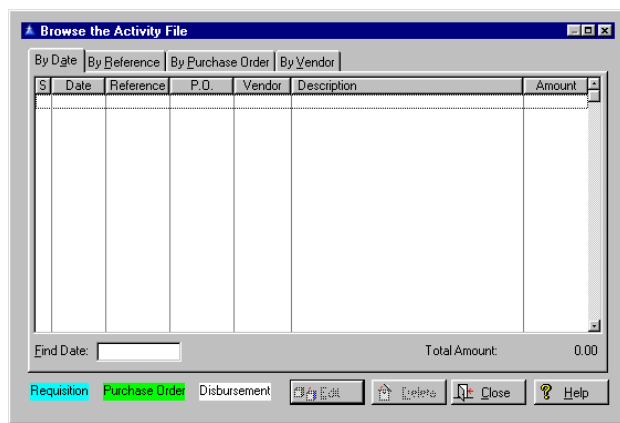 Browse the Activity File
By Date By Reference By Purchase Order By Vendor
S Date Reference P.O. Vendor Description Amount
Find Date: Total Amount: 0.00
Requisition Purchase Order Disbursement Edit Delete Close Help